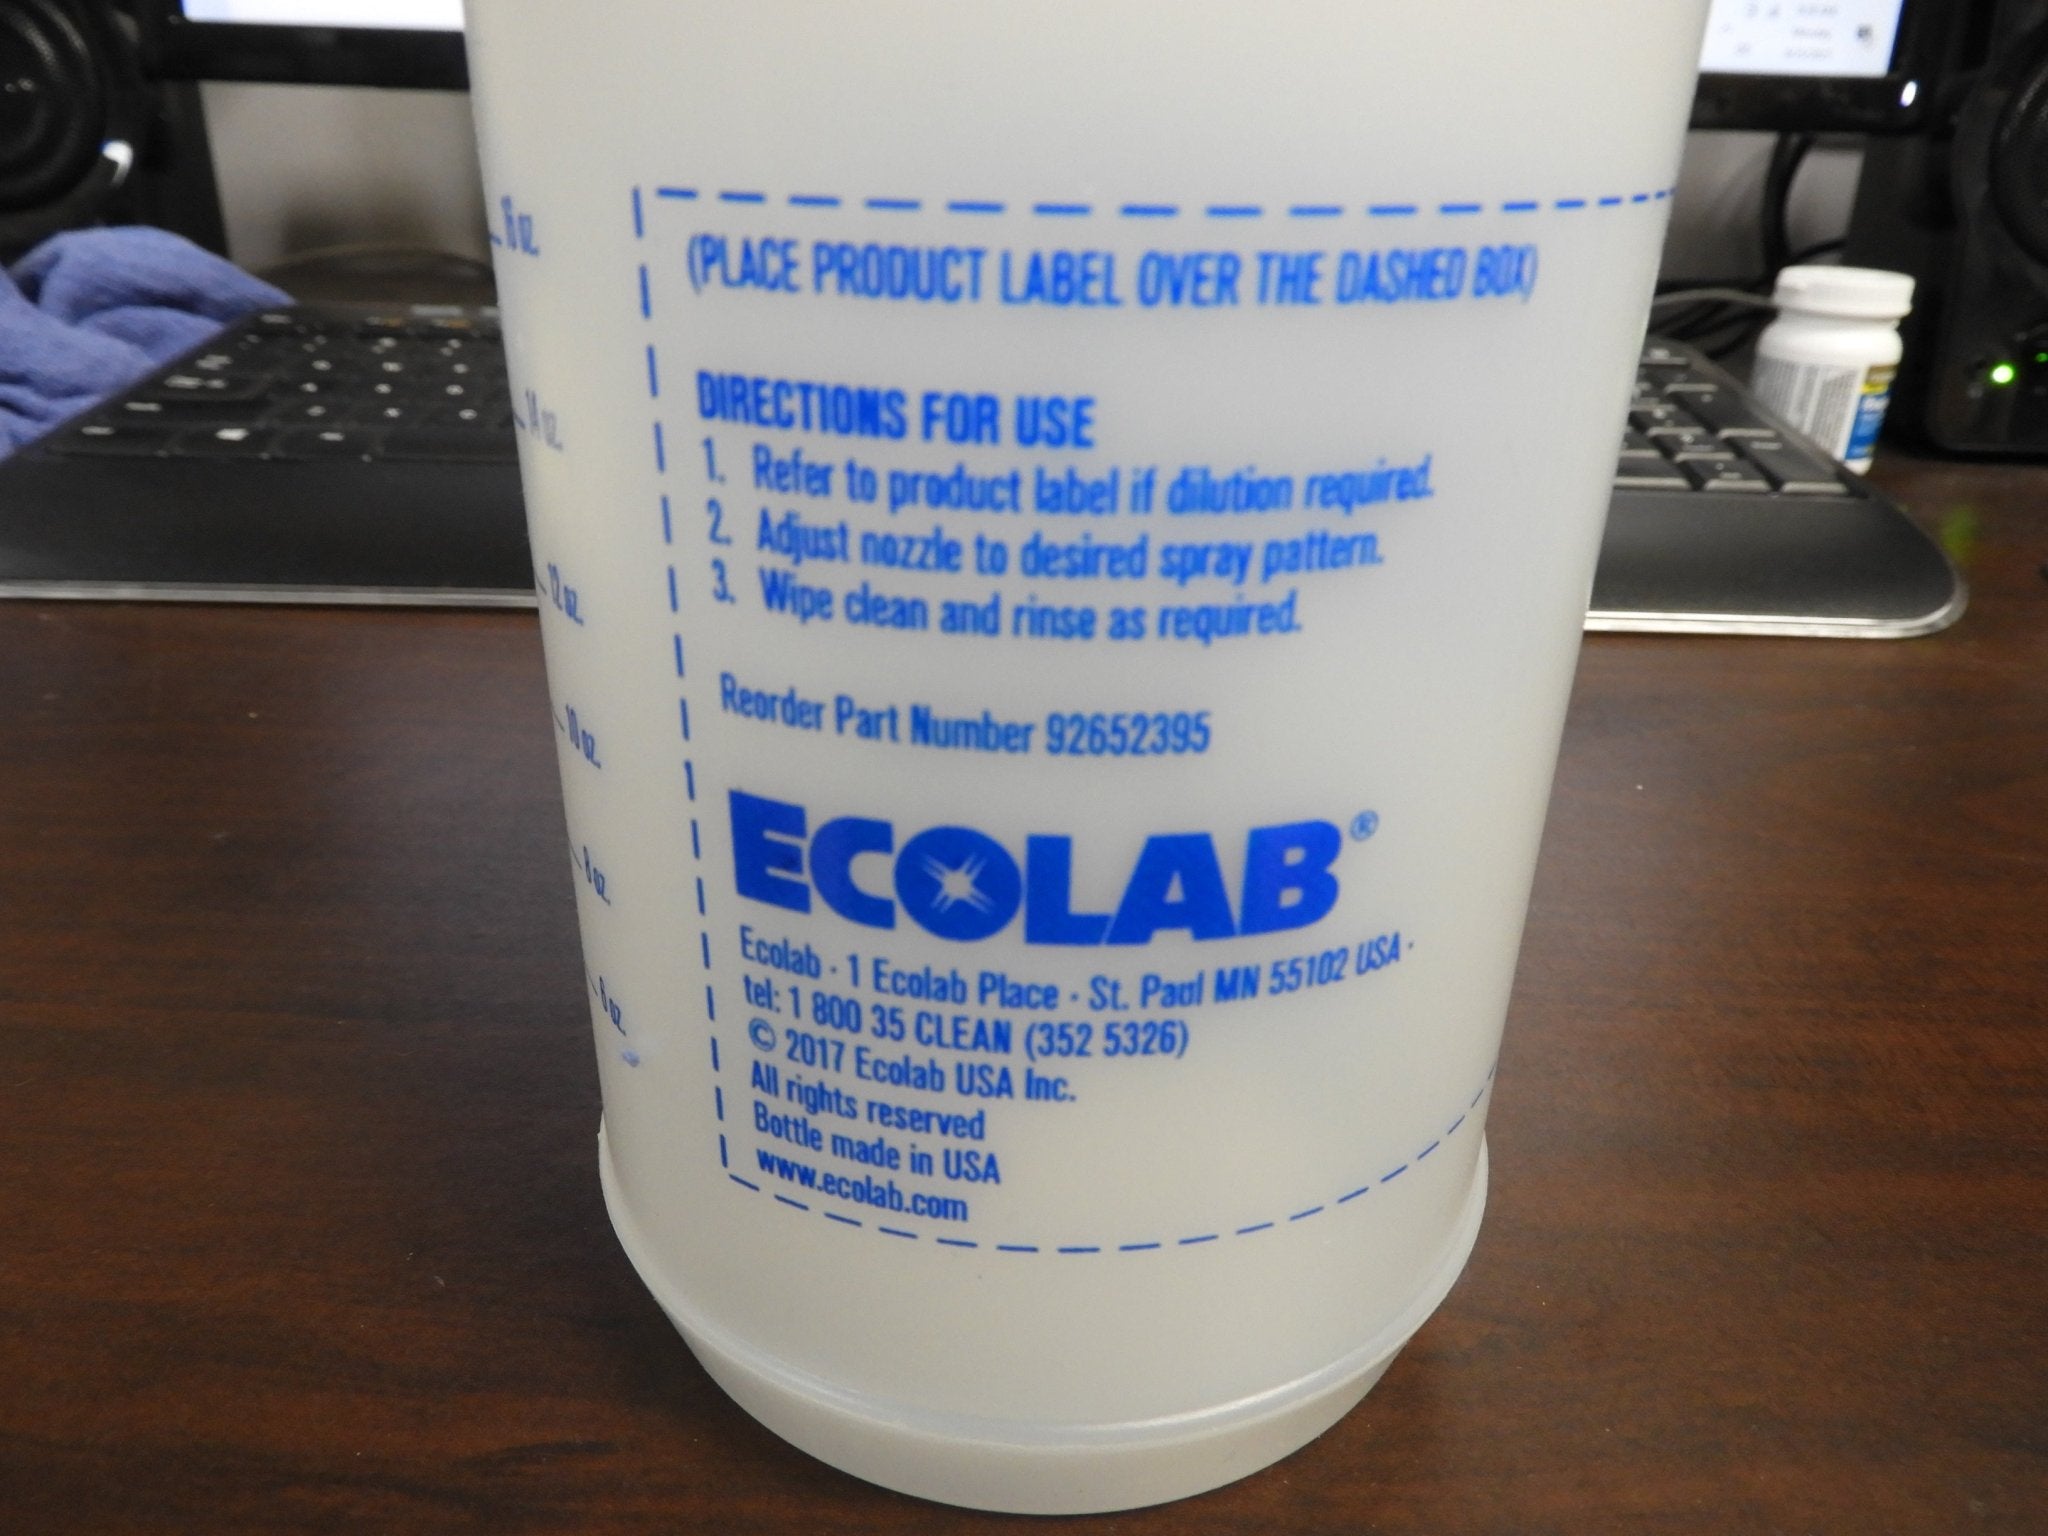 16 oz.
14 oz.
12 oz.
10 oz.
8 oz.
6 oz.
(PLACE PRODUCT LABEL OVER THE DASHED BOX)
DIRECTIONS FOR USE
1. Refer to product label if dilution required.
2. Adjust nozzle to desired spray pattern.
3. Wipe clean and rinse as required.
Reorder Part Number 92652395
ECOLAB®
Ecolab · 1 Ecolab Place · St. Paul MN 55102 USA ·
tel: 1 800 35 CLEAN (352 5326)
© 2017 Ecolab USA Inc.
All rights reserved
Bottle made in USA
www.ecolab.com